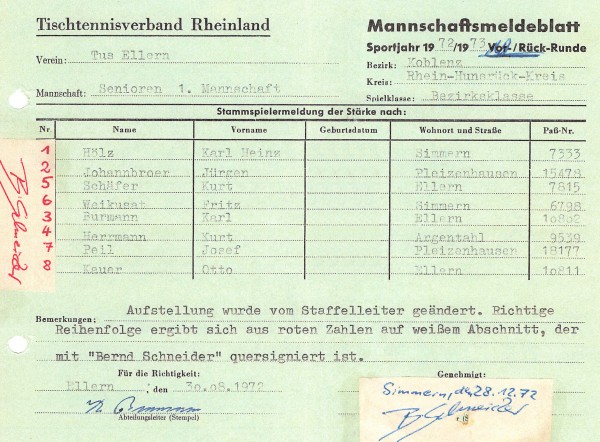 Tischtennisverband Rheinland
Mannschaftsmeldeblatt
Sportjahr 1972/1973 Vor-/Rück-Runde
Verein: Tus Ellern
Bezirk: Koblenz
Kreis: Rhein-Hunsrück-Kreis
Mannschaft: Senioren 1. Mannschaft
Spielklasse: Bezirksklasse
Stammspielermeldung der Stärke nach:
Nr. Name Vorname Geburtsdatum Wohnort und Straße Paß-Nr.
1 Hölz Karl Heinz Simmern 7333
2 Johannbroer Jürgen Pleizenhausen 15478
5 Schäfer Kurt Ellern 7815
6 Weikusat Fritz Simmern 6798
3 Burmann Karl Ellern 10802
4 Herrmann Kurt Argentahl 9539
7 Peil Josef Pleizenhausen 18177
8 Kauer Otto Ellern 10811
B. Schneider
Bemerkungen: Aufstellung wurde vom Staffelleiter geändert. Richtige
Reihenfolge ergibt sich aus roten Zahlen auf weißem Abschnitt, der
mit "Bernd Schneider" quersigniert ist.
Für die Richtigkeit:
Genehmigt:
Ellern, den 30.08.1972
Simmern, den 28.12.72
B. Schneider
Abteilungsleiter (Stempel)